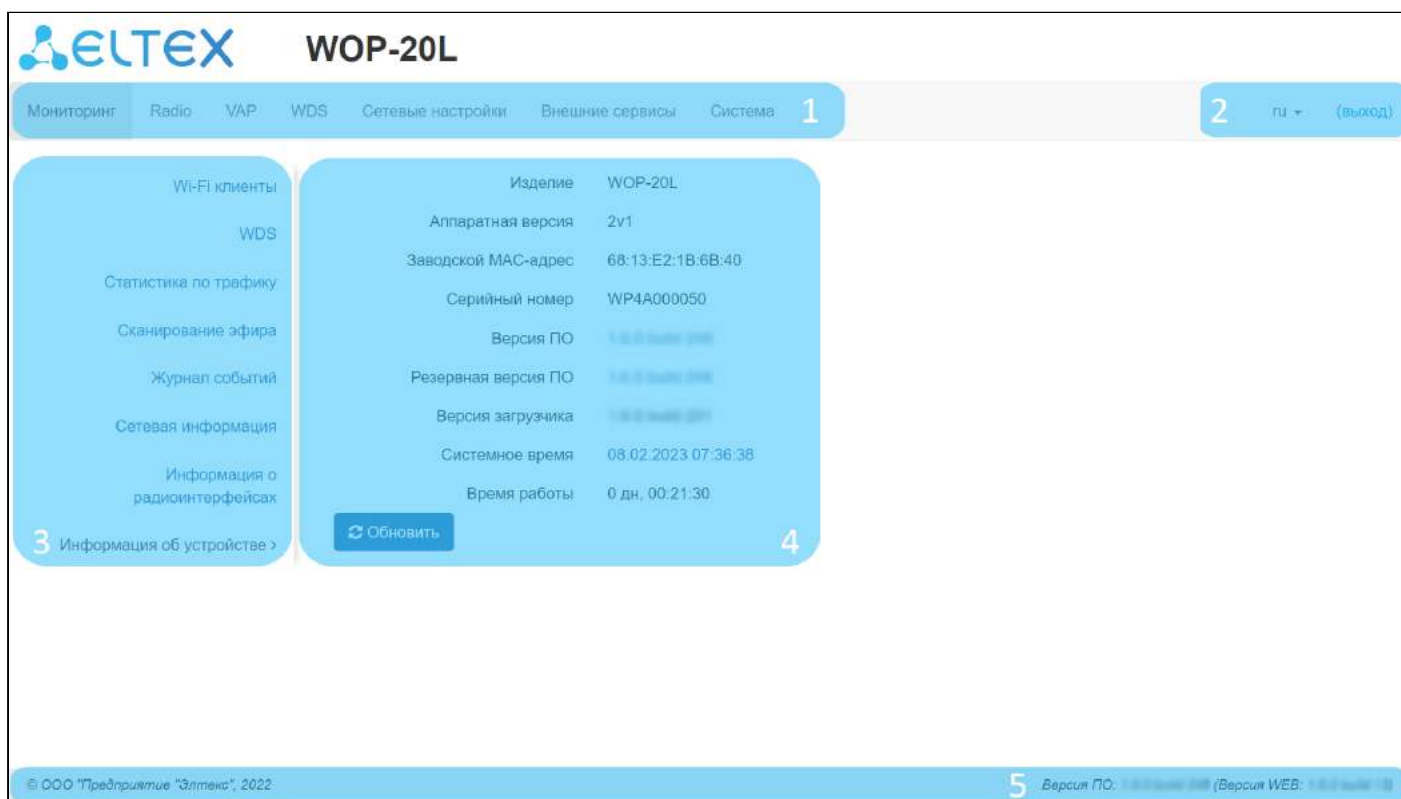 ELTEX WOP-20L
Мониторинг Radio VAP WDS Сетевые настройки Внешние сервисы Система 1 2 ru (выход)
Wi-Fi клиенты
WDS
Статистика по трафику
Сканирование эфира
Журнал событий
Сетевая информация
Информация о
радиоинтерфейсах
3 Информация об устройстве >
Изделие WOP-20L
Аппаратная версия 2v1
Заводской MAC-адрес 68:13:E2:1B:6B:40
Серийный номер WP4A000050
Версия ПО
Резервная версия ПО
Версия загрузчика
Системное время 08.02.2023 07:36:38
Время работы 0 дн, 00:21:30
Обновить 4
© ООО "Предприятие "Элтекс", 2022 5 Версия ПО: (Версия WEB: